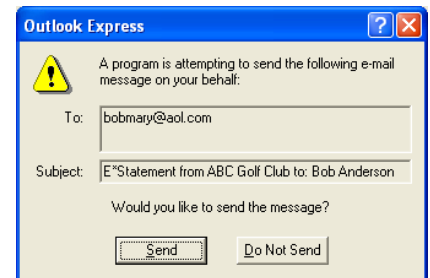 Outlook Express
A program is attempting to send the following e-mail
message on your behalf:
To: bobmary@aol.com
Subject: E*Statement from ABC Golf Club to: Bob Anderson
Would you like to send the message?
Send Do Not Send